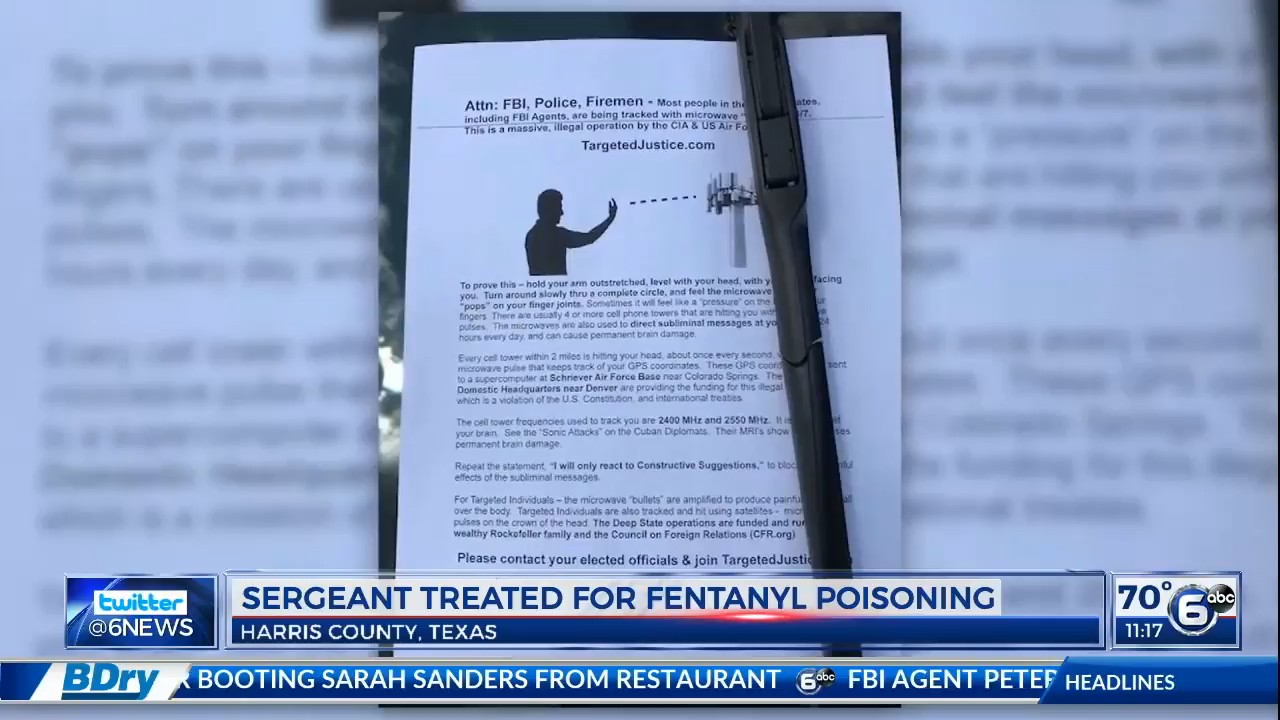 Attn: FBI, Police, Firemen - Most people in the ates,
including FBI Agents, are being tracked with microwave " /7.
This is a massive, illegal operation by the CIA & US Air Fo
TargetedJustice.com
To prove this – hold your arm outstretched, level with your head, with y facing
you. Turn around slowly thru a complete circle, and feel the microwave
"pops" on your finger joints. Sometimes it will feel like a "pressure" on the ur
fingers. There are usually 4 or more cell phone towers that are hitting you with ve
pulses. The microwaves are also used to direct subliminal messages at yo 24
hours every day, and can cause permanent brain damage.
Every cell tower within 2 miles is hitting your head, about once every second,
microwave pulse that keeps track of your GPS coordinates. These GPS coord sent
to a supercomputer at Schriever Air Force Base near Colorado Springs. The
Domestic Headquarters near Denver are providing the funding for this illegal
which is a violation of the U.S. Constitution, and international treaties.
The cell tower frequencies used to track you are 2400 MHz and 2550 MHz. It i of
your brain. See the "Sonic Attacks" on the Cuban Diplomats. Their MRI's show ses
permanent brain damage.
Repeat the statement, "I will only react to Constructive Suggestions," to bloc ful
effects of the subliminal messages.
For Targeted Individuals – the microwave "bullets" are amplified to produce painfu all
over the body. Targeted Individuals are also tracked and hit using satellites - micr
pulses on the crown of the head. The Deep State operations are funded and ru
wealthy Rockefeller family and the Council on Foreign Relations (CFR.org)
Please contact your elected officials & join TargetedJustic
twitter
@6NEWS
SERGEANT TREATED FOR FENTANYL POISONING
HARRIS COUNTY, TEXAS
70° 6 abc
11:17
BDry R BOOTING SARAH SANDERS FROM RESTAURANT 6 abc FBI AGENT PETER HEADLINES